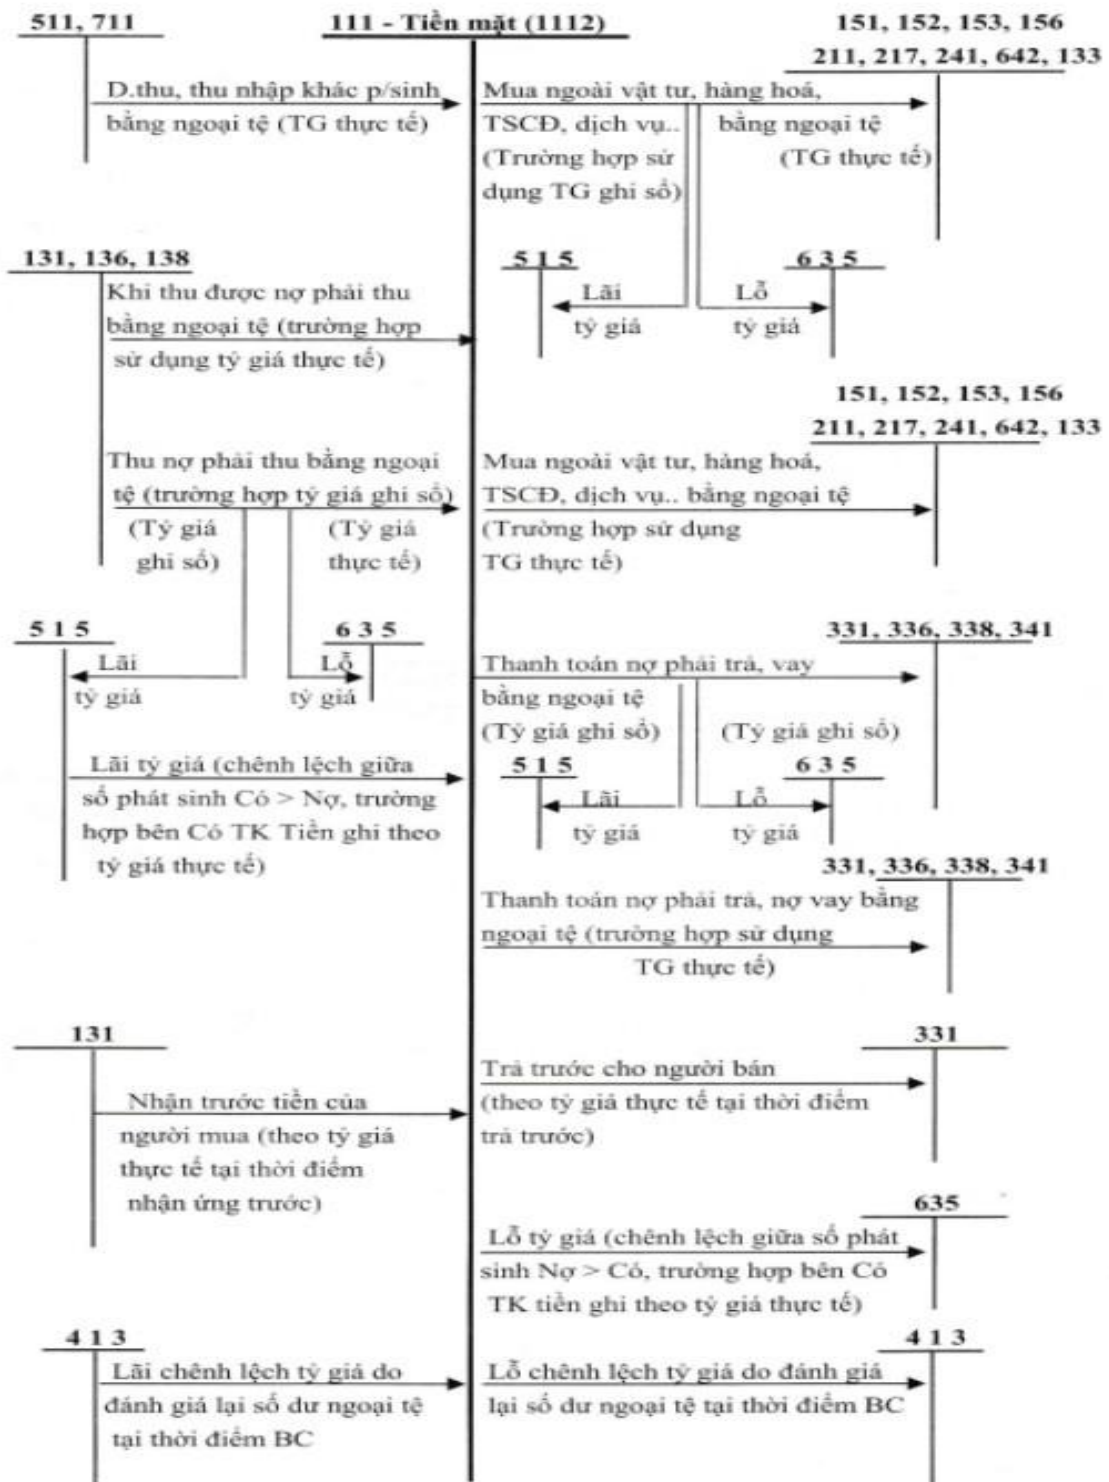 511, 711
111 - Tiền mặt (1112)
151, 152, 153, 156
211, 217, 241, 642, 133
D.thu, thu nhập khác p/sinh
bằng ngoại tệ (TG thực tế)
Mua ngoài vật tư, hàng hoá,
TSCĐ, dịch vụ..
bằng ngoại tệ
(Trường hợp sử
dụng TG ghi sổ)
(TG thực tế)
515
Lãi
tỷ giá
635
Lỗ
tỷ giá
131, 136, 138
Khi thu được nợ phải thu
bằng ngoại tệ (trường hợp
sử dụng tỷ giá thực tế)
151, 152, 153, 156
211, 217, 241, 642, 133
Thu nợ phải thu bằng ngoại
tệ (trường hợp tỷ giá ghi sổ)
(Tỷ giá
ghi sổ)
(Tỷ giá
thực tế)
Mua ngoài vật tư, hàng hoá,
TSCĐ, dịch vụ.. bằng ngoại tệ
(Trường hợp sử dụng
TG thực tế)
515
Lãi
tỷ giá
635
Lỗ
tỷ giá
331, 336, 338, 341
Thanh toán nợ phải trả, vay
bằng ngoại tệ
(Tỷ giá ghi sổ)
(Tỷ giá ghi sổ)
515
Lãi
tỷ giá
635
Lỗ
tỷ giá
Lãi tỷ giá (chênh lệch giữa
số phát sinh Có > Nợ, trường
hợp bên Có TK Tiền ghi theo
tỷ giá thực tế)
331, 336, 338, 341
Thanh toán nợ phải trả, nợ vay bằng
ngoại tệ (trường hợp sử dụng
TG thực tế)
131
Nhận trước tiền của
người mua (theo tỷ giá
thực tế tại thời điểm
nhận ứng trước)
331
Trả trước cho người bán
(theo tỷ giá thực tế tại thời điểm
trả trước)
635
Lỗ tỷ giá (chênh lệch giữa số phát
sinh Nợ > Có, trường hợp bên Có
TK tiền ghi theo tỷ giá thực tế)
413
Lãi chênh lệch tỷ giá do
đánh giá lại số dư ngoại tệ
tại thời điểm BC
413
Lỗ chênh lệch tỷ giá do đánh giá
lại số dư ngoại tệ tại thời điểm BC